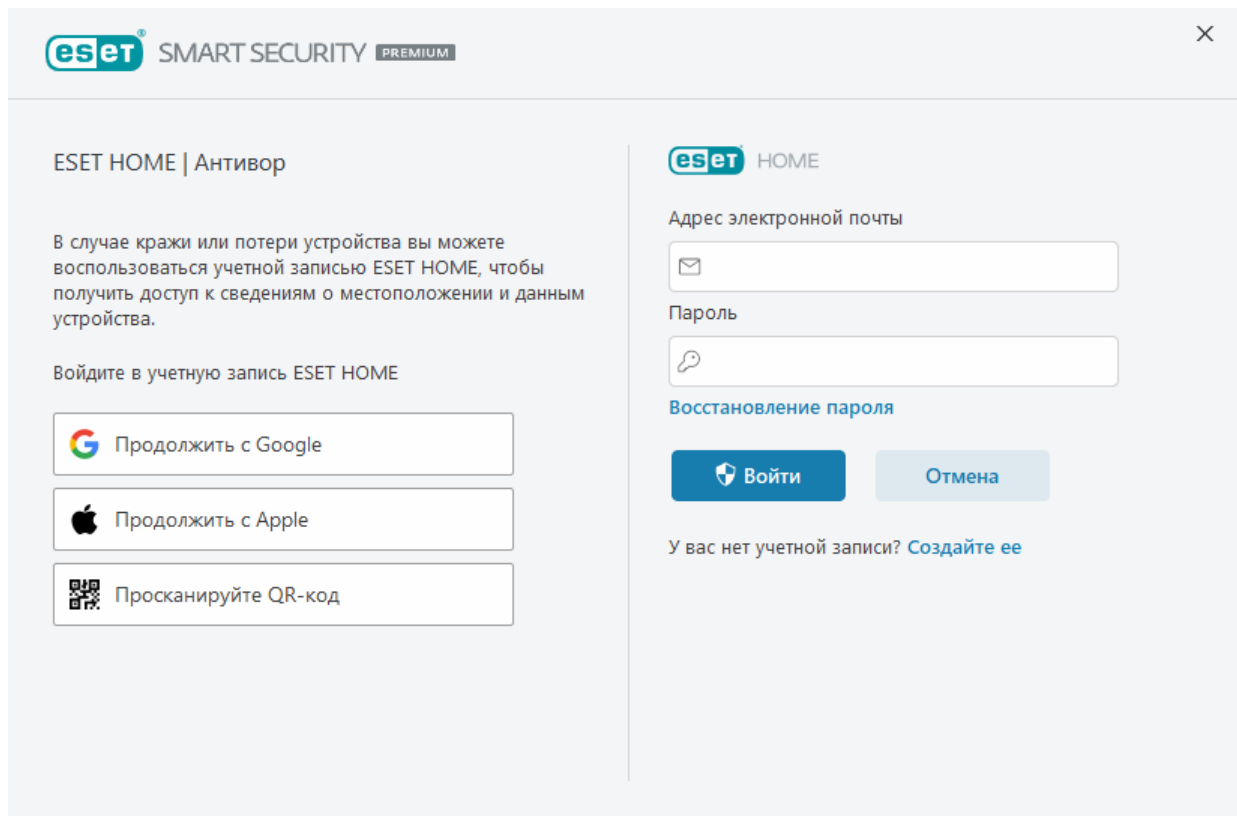 eset® SMART SECURITY PREMIUM
ESET HOME | Антивор
В случае кражи или потери устройства вы можете
воспользоваться учетной записью ESET HOME, чтобы
получить доступ к сведениям о местоположении и данным
устройства.
Войдите в учетную запись ESET HOME
Продолжить с Google
Продолжить с Apple
Просканируйте QR-код
eset HOME
Адрес электронной почты
Пароль
Восстановление пароля
Войти Отмена
У вас нет учетной записи? Создайте ее